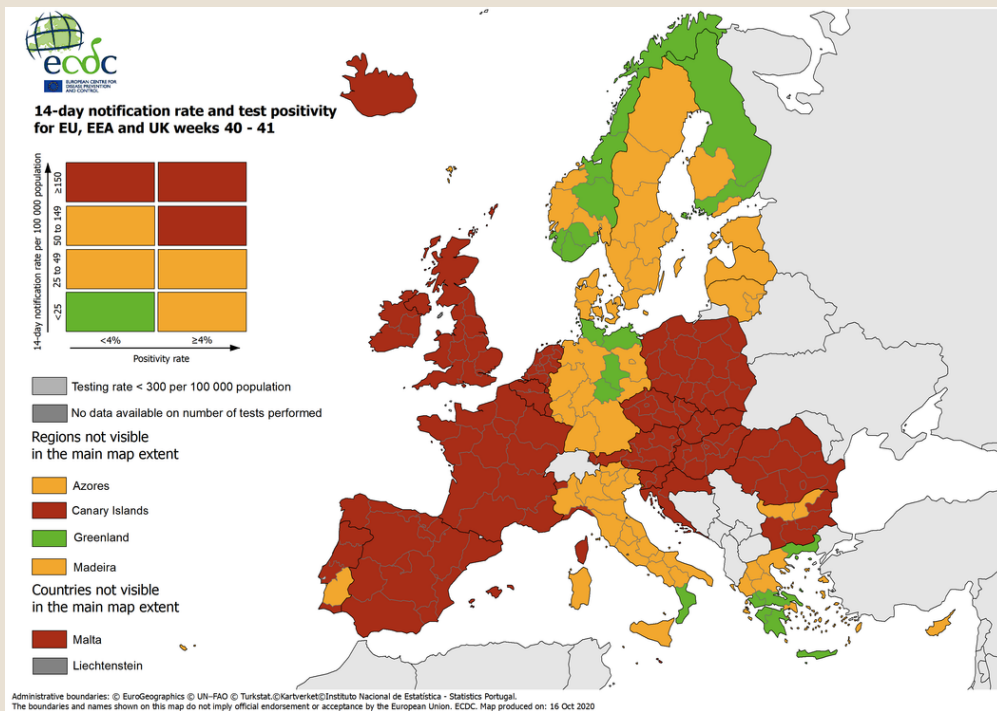 ecdc
EUROPEAN CENTRE FOR
DISEASE PREVENTION
AND CONTROL
14-day notification rate and test positivity
for EU, EEA and UK weeks 40 - 41
14-day notification rate per 100 000 population
≥150
50 to 149
25 to 49
<25
<4%
≥4%
Positivity rate
Testing rate < 300 per 100 000 population
No data available on number of tests performed
Regions not visible
in the main map extent
Azores
Canary Islands
Greenland
Madeira
Countries not visible
in the main map extent
Malta
Liechtenstein
Administrative boundaries: © EuroGeographics © UN–FAO © Turkstat.©Kartverket©Instituto Nacional de Estatística - Statistics Portugal.
The boundaries and names shown on this map do not imply official endorsement or acceptance by the European Union. ECDC. Map produced on: 16 Oct 2020